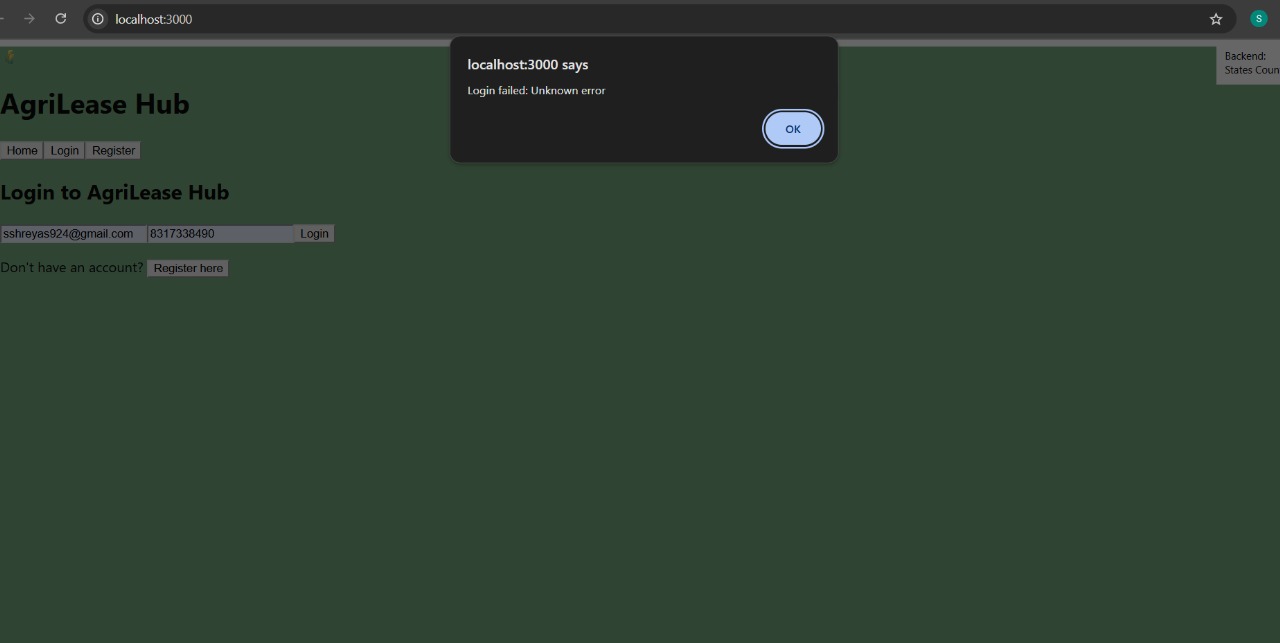 localhost:3000
S
localhost:3000 says
Login failed: Unknown error
OK
Backend:
States Coun
AgriLease Hub
Home Login Register
Login to AgriLease Hub
sshreyas924@gmail.com 8317338490 Login
Don't have an account? Register here